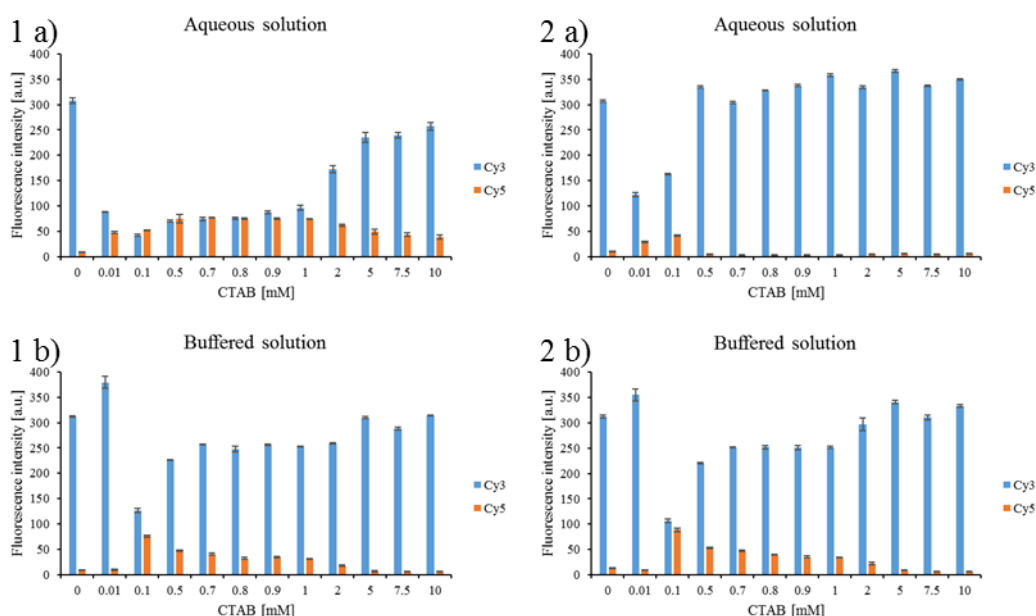 1 a)
Aqueous solution
Fluorescence intensity [a.u.]
400
350
300
250
200
150
100
50
0
0 0.01 0.1 0.5 0.7 0.8 0.9 1 2 5 7.5 10
CTAB [mM]
Cy3
Cy5
2 a)
Aqueous solution
Fluorescence intensity [a.u.]
400
350
300
250
200
150
100
50
0
0 0.01 0.1 0.5 0.7 0.8 0.9 1 2 5 7.5 10
CTAB [mM]
Cy3
Cy5
1 b)
Buffered solution
Fluorescence intensity [a.u.]
400
350
300
250
200
150
100
50
0
0 0.01 0.1 0.5 0.7 0.8 0.9 1 2 5 7.5 10
CTAB [mM]
Cy3
Cy5
2 b)
Buffered solution
Fluorescence intensity [a.u.]
400
350
300
250
200
150
100
50
0
0 0.01 0.1 0.5 0.7 0.8 0.9 1 2 5 7.5 10
CTAB [mM]
Cy3
Cy5